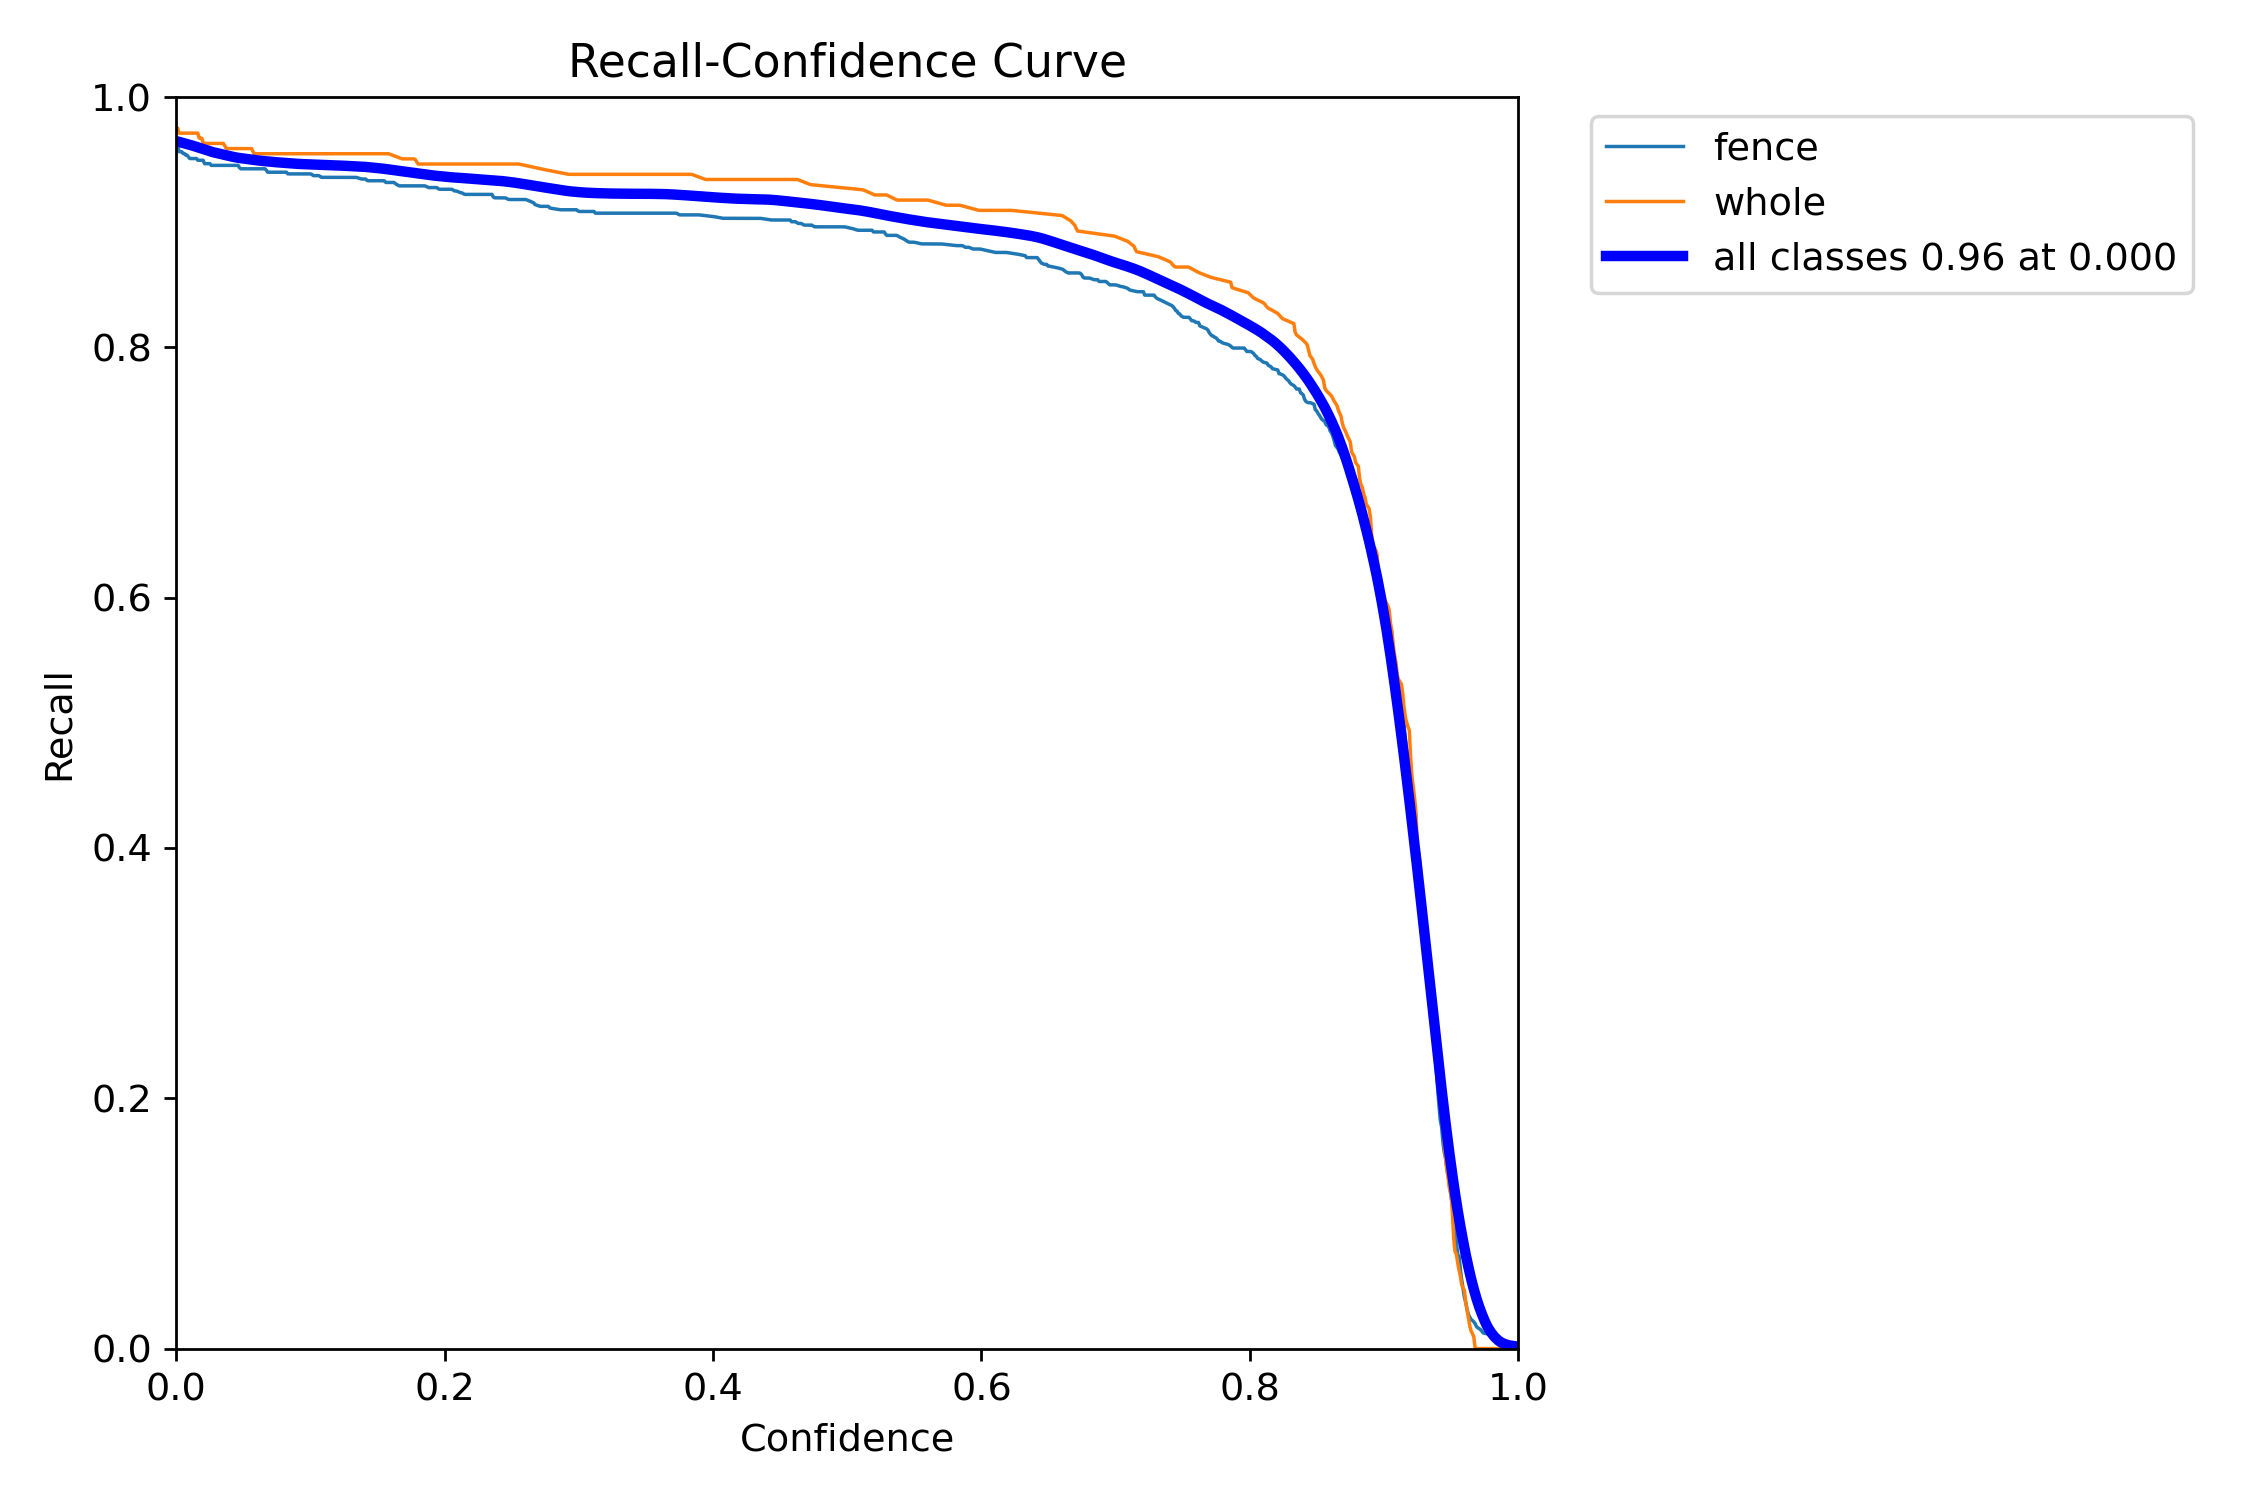 Recall-Confidence Curve
1.0
0.8
0.6
0.4
0.2
0.0
Recall
0.0 0.2 0.4 0.6 0.8 1.0
Confidence
fence
whole
all classes 0.96 at 0.000